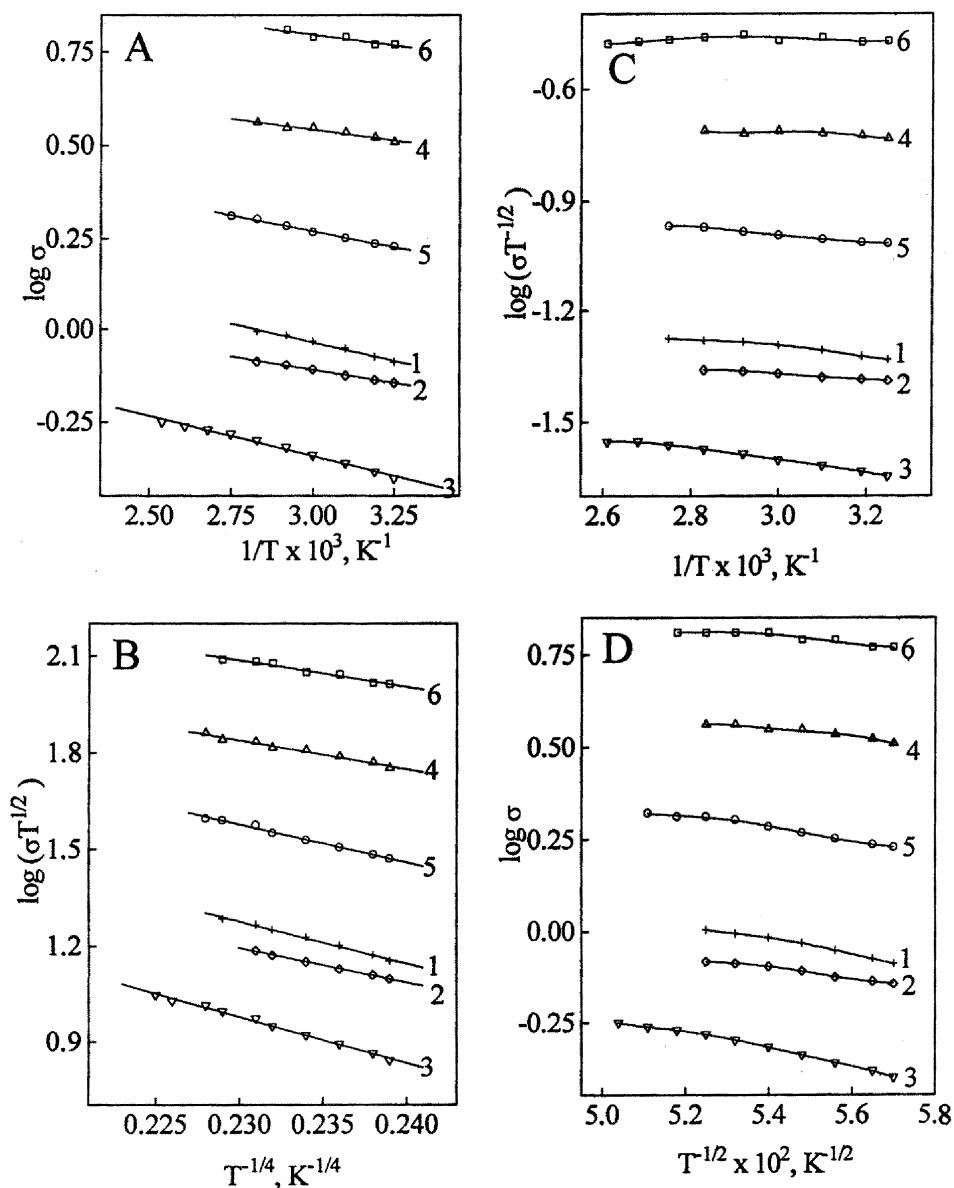 A
0.75
0.50
0.25
0.00
-0.25
log σ
6
4
5
1
2
3
2.50 2.75 3.00 3.25
1/T x 10³, K⁻¹
C
-0.6
-0.9
-1.2
-1.5
log (σT⁻¹/²)
6
4
5
1
2
3
2.6 2.8 3.0 3.2
1/T x 10³, K⁻¹
B
2.1
1.8
1.5
1.2
0.9
log (σT¹/²)
6
4
5
1
2
3
0.225 0.230 0.235 0.240
T⁻¹/⁴, K⁻¹/⁴
D
0.75
0.50
0.25
0.00
-0.25
log σ
6
4
5
1
2
3
5.0 5.2 5.4 5.6 5.8
T⁻¹/² x 10², K⁻¹/²